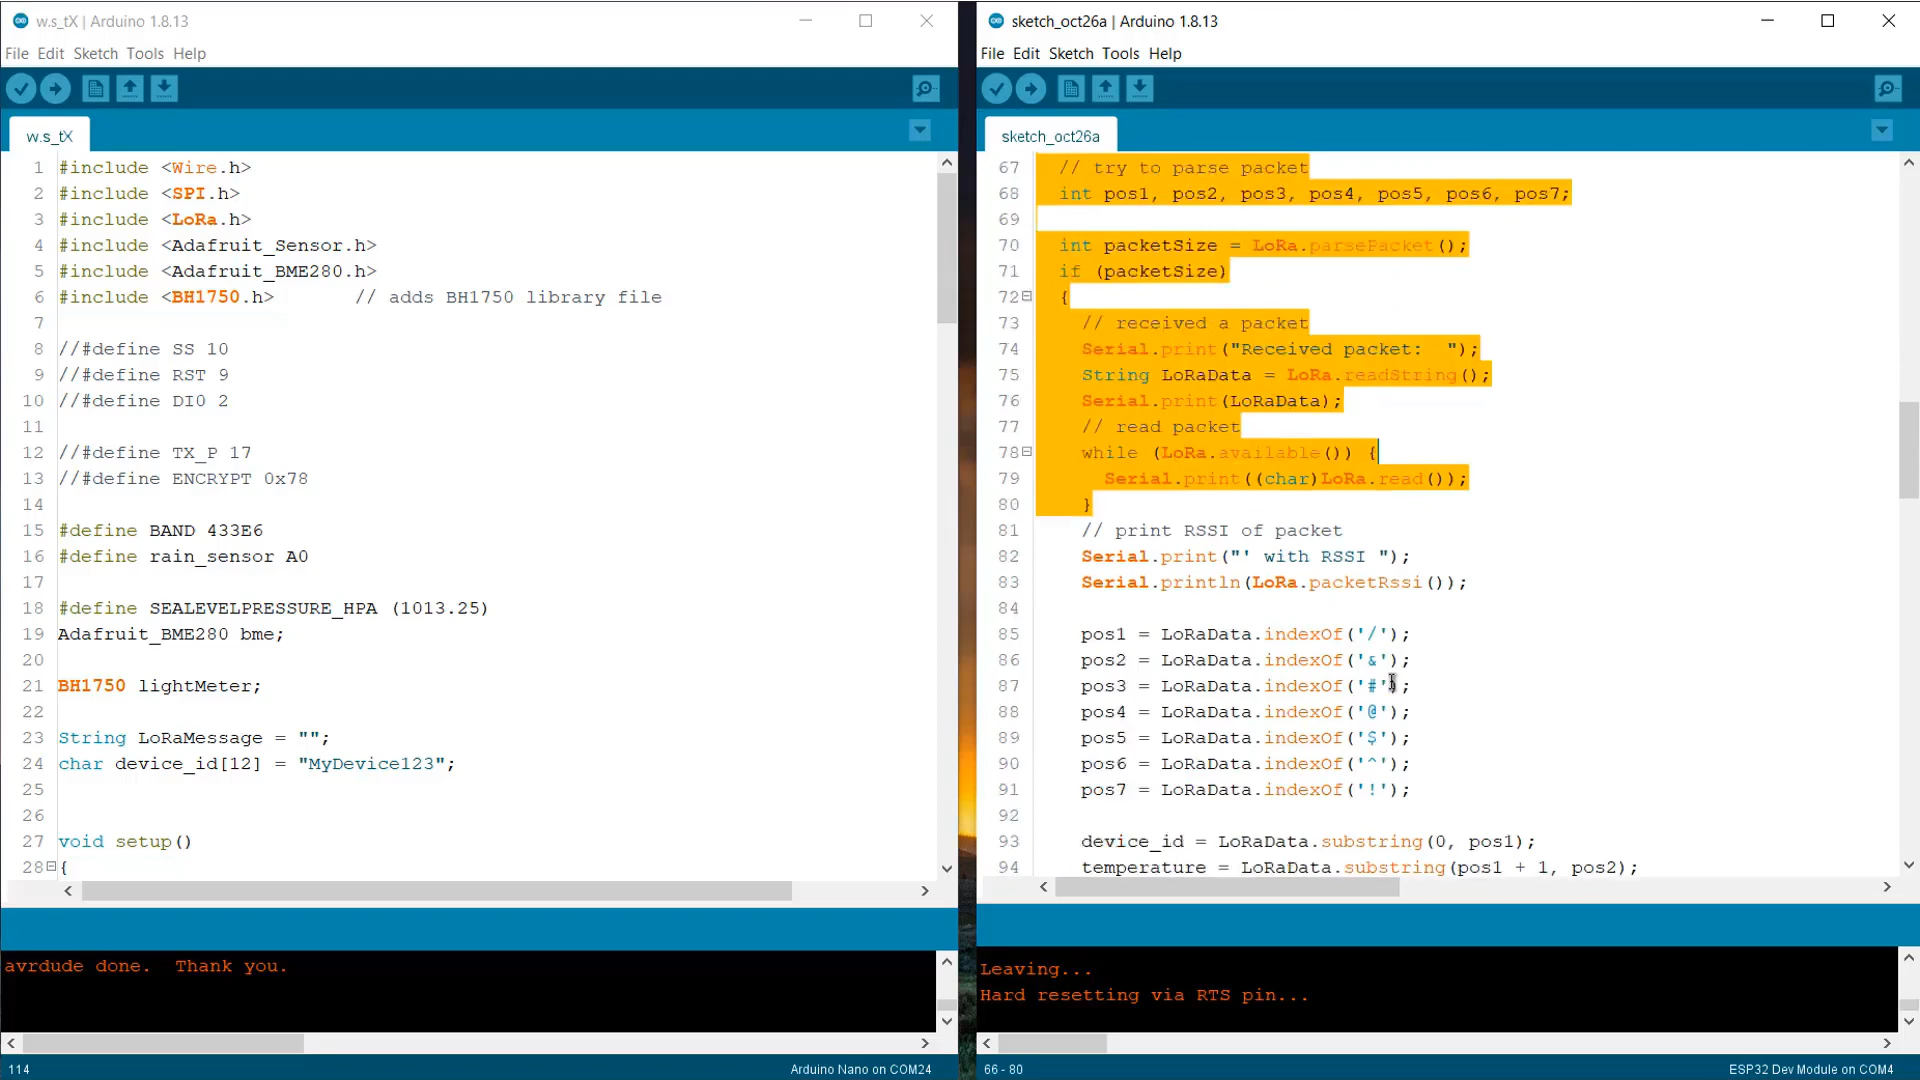 w.s_tX | Arduino 1.8.13
File Edit Sketch Tools Help
w.s_tX
1 #include <Wire.h>
2 #include <SPI.h>
3 #include <LoRa.h>
4 #include <Adafruit_Sensor.h>
5 #include <Adafruit_BME280.h>
6 #include <BH1750.h> // adds BH1750 library file
7
8 //#define SS 10
9 //#define RST 9
10 //#define DI0 2
11
12 //#define TX_P 17
13 //#define ENCRYPT 0x78
14
15 #define BAND 433E6
16 #define rain_sensor A0
17
18 #define SEALEVELPRESSURE_HPA (1013.25)
19 Adafruit_BME280 bme;
20
21 BH1750 lightMeter;
22
23 String LoRaMessage = "";
24 char device_id[12] = "MyDevice123";
25
26
27 void setup()
28 {
avrdude done.  Thank you.
114 Arduino Nano on COM24
sketch_oct26a | Arduino 1.8.13
File Edit Sketch Tools Help
sketch_oct26a
67 // try to parse packet
68 int pos1, pos2, pos3, pos4, pos5, pos6, pos7;
69
70 int packetSize = LoRa.parsePacket();
71 if (packetSize)
72 {
73 // received a packet
74 Serial.print("Received packet:  ");
75 String LoRaData = LoRa.readString();
76 Serial.print(LoRaData);
77 // read packet
78 while (LoRa.available()) {
79 Serial.print((char)LoRa.read());
80 }
81 // print RSSI of packet
82 Serial.print("' with RSSI ");
83 Serial.println(LoRa.packetRssi());
84
85 pos1 = LoRaData.indexOf('/');
86 pos2 = LoRaData.indexOf('&');
87 pos3 = LoRaData.indexOf('#');
88 pos4 = LoRaData.indexOf('@');
89 pos5 = LoRaData.indexOf('$');
90 pos6 = LoRaData.indexOf('^');
91 pos7 = LoRaData.indexOf('!');
92
93 device_id = LoRaData.substring(0, pos1);
94 temperature = LoRaData.substring(pos1 + 1, pos2);
Leaving...
Hard resetting via RTS pin...
66 - 80 ESP32 Dev Module on COM4